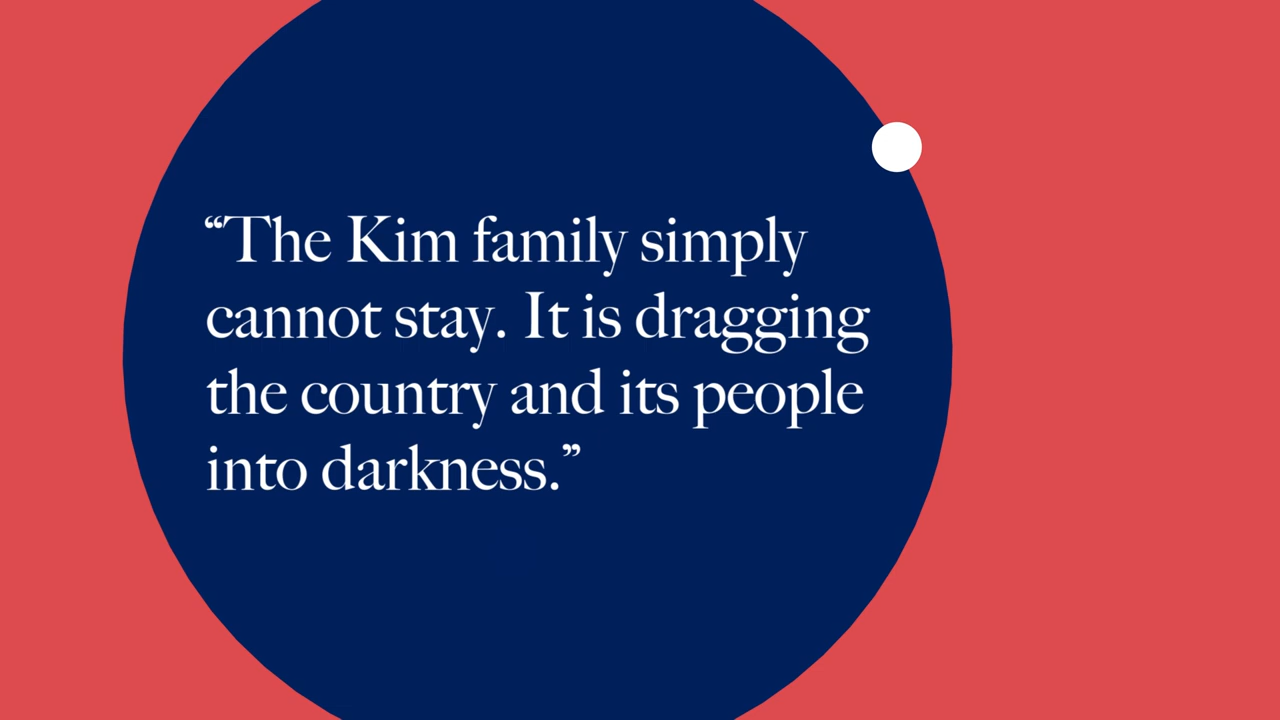 “The Kim family simply
cannot stay. It is dragging
the country and its people
into darkness.”